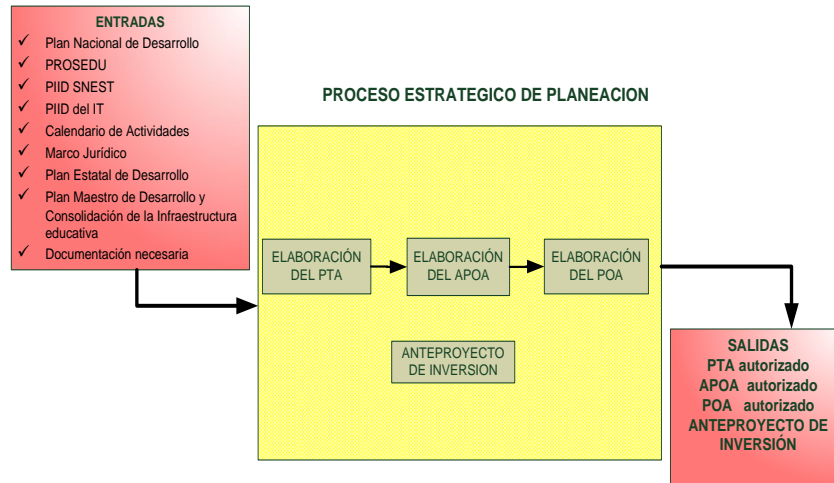 ENTRADAS
✓ Plan Nacional de Desarrollo
✓ PROSEDU
✓ PIID SNEST
✓ PIID del IT
✓ Calendario de Actividades
✓ Marco Jurídico
✓ Plan Estatal de Desarrollo
✓ Plan Maestro de Desarrollo y
Consolidación de la Infraestructura
educativa
✓ Documentación necesaria
PROCESO ESTRATEGICO DE PLANEACION
ELABORACIÓN
DEL PTA
ELABORACIÓN
DEL APOA
ELABORACIÓN
DEL POA
ANTEPROYECTO
DE INVERSION
SALIDAS
PTA autorizado
APOA autorizado
POA autorizado
ANTEPROYECTO DE
INVERSIÓN